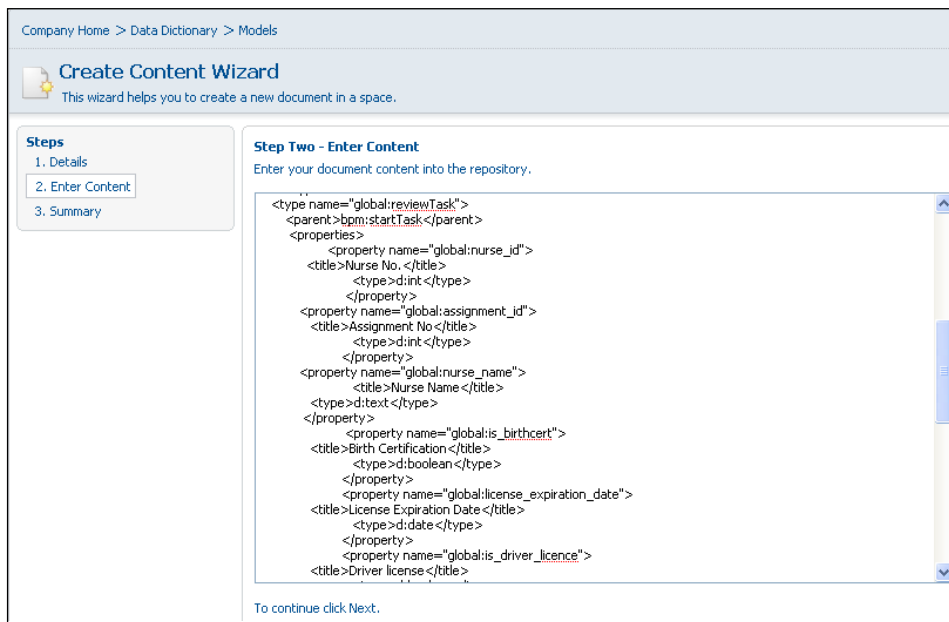 Company Home > Data Dictionary > Models
Create Content Wizard
This wizard helps you to create a new document in a space.
Steps
1. Details
2. Enter Content
3. Summary
Step Two - Enter Content
Enter your document content into the repository.
<type name="global:reviewTask">
<parent>bpm:startTask</parent>
<properties>
<property name="global:nurse_id">
<title>Nurse No.</title>
<type>d:int</type>
</property>
<property name="global:assignment_id">
<title>Assignment No</title>
<type>d:int</type>
</property>
<property name="global:nurse_name">
<title>Nurse Name</title>
<type>d:text</type>
</property>
<property name="global:is_birthcert">
<title>Birth Certification</title>
<type>d:boolean</type>
</property>
<property name="global:license_expiration_date">
<title>License Expiration Date</title>
<type>d:date</type>
</property>
<property name="global:is_driver_licence">
<title>Driver license</title>
To continue click Next.